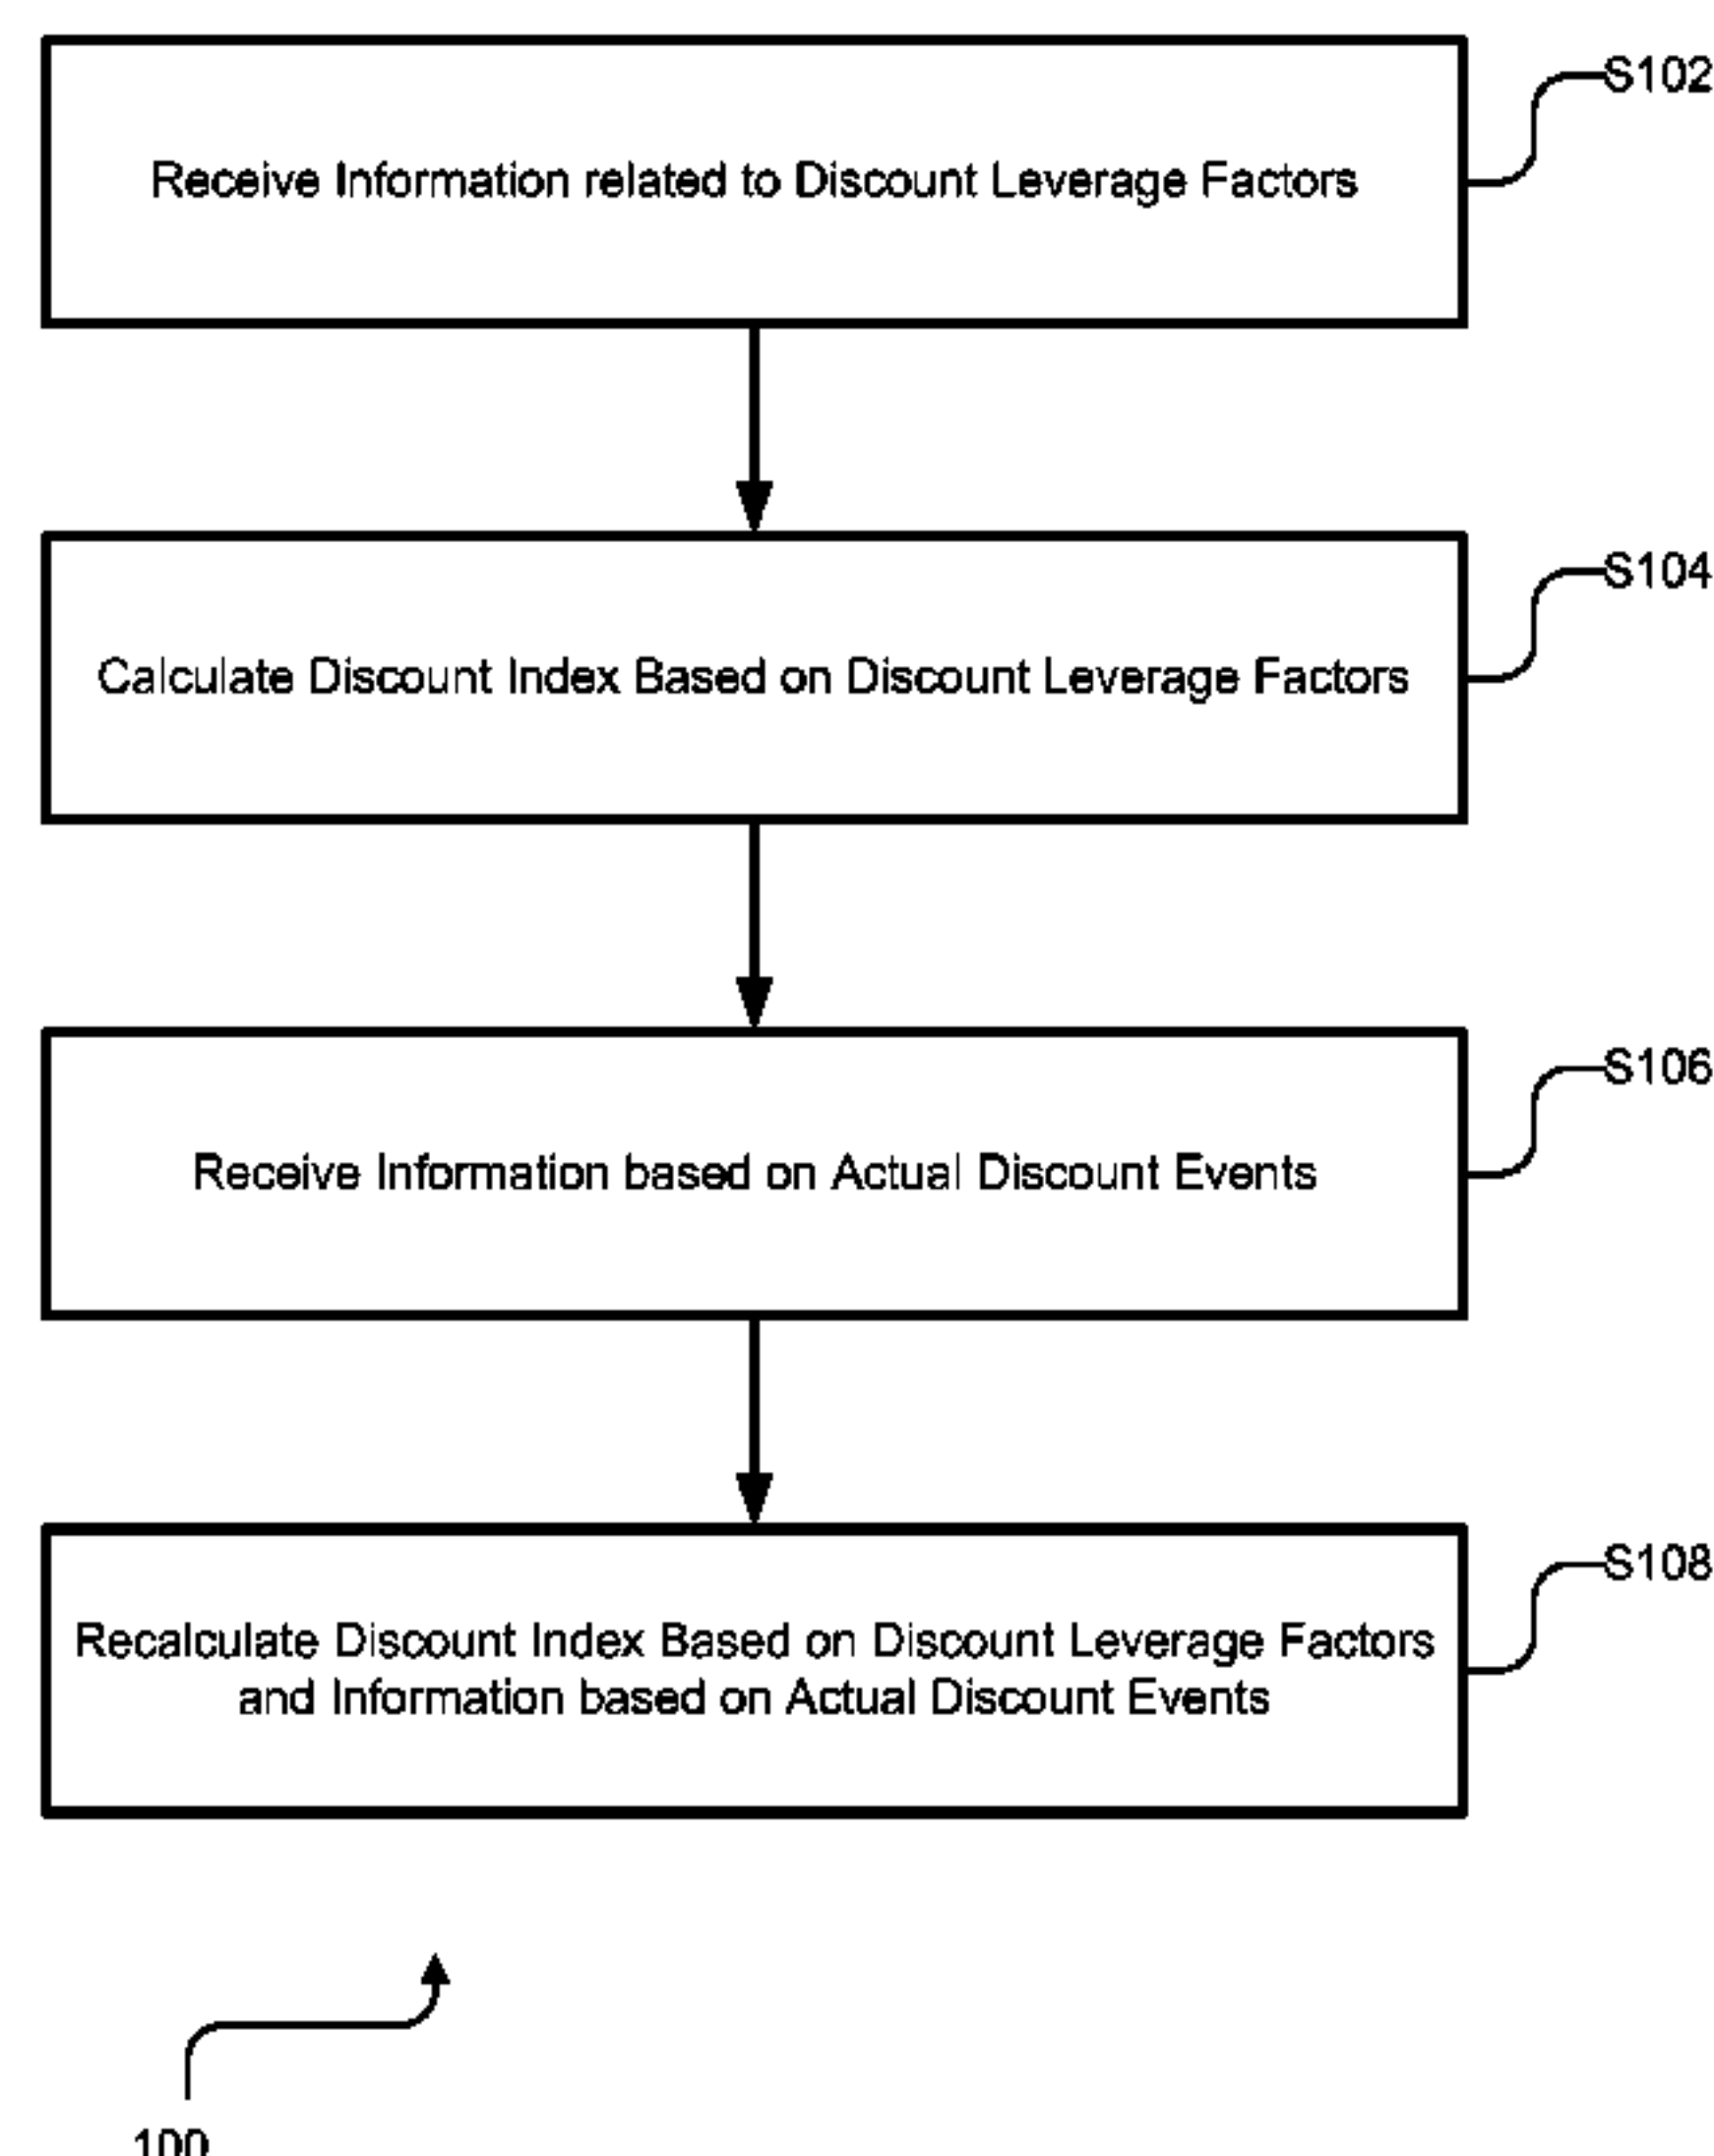 S102
Receive Information related to Discount Leverage Factors
S104
Calculate Discount Index Based on Discount Leverage Factors
S106
Receive Information based on Actual Discount Events
S108
Recalculate Discount Index Based on Discount Leverage Factors
and Information based on Actual Discount Events
100